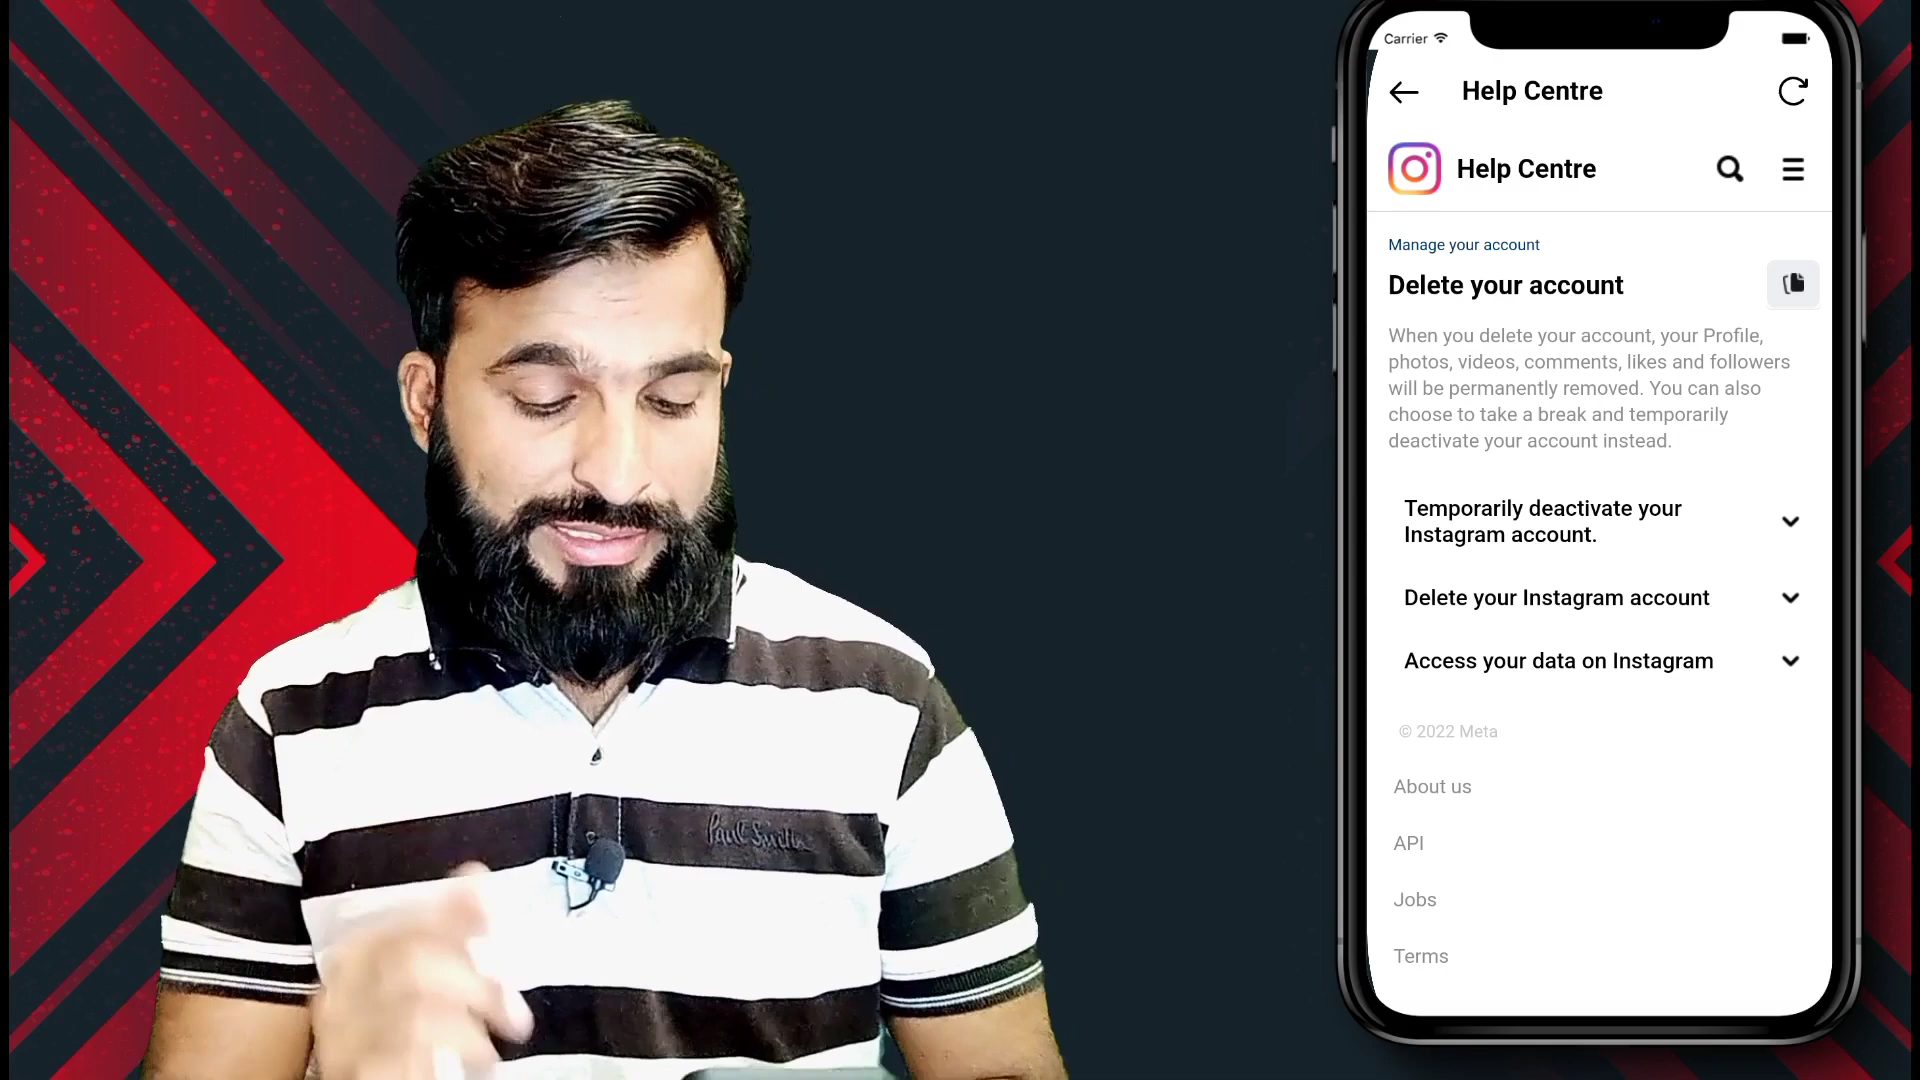 Carrier
Help Centre
Help Centre
Manage your account
Delete your account
When you delete your account, your Profile,
photos, videos, comments, likes and followers
will be permanently removed. You can also
choose to take a break and temporarily
deactivate your account instead.
Temporarily deactivate your
Instagram account.
Delete your Instagram account
Access your data on Instagram
© 2022 Meta
About us
API
Jobs
Terms
Paul Smith